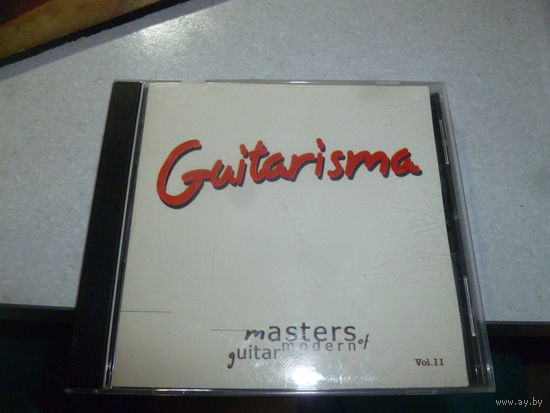 Guitarisma
masters of
guitar modern
Vol.II
www.ay.by